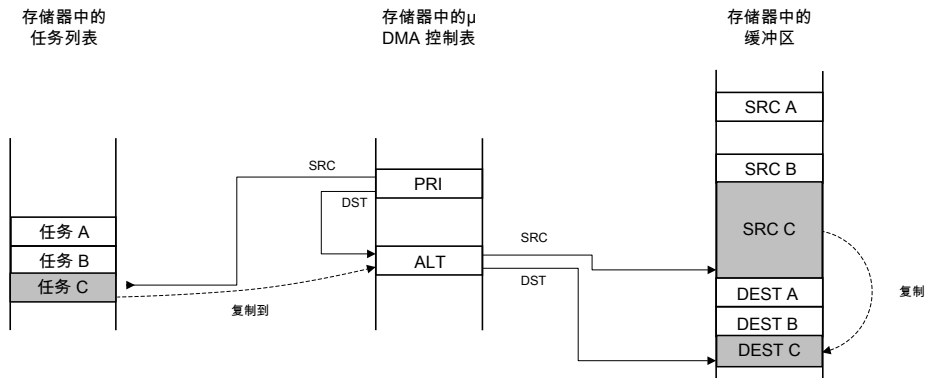 存储器中的
任务列表
存储器中的μ
DMA 控制表
存储器中的
缓冲区
SRC A
SRC B
SRC C
DEST A
DEST B
DEST C
SRC
PRI
DST
任务 A
任务 B
任务 C
ALT
SRC
DST
复制到
复制